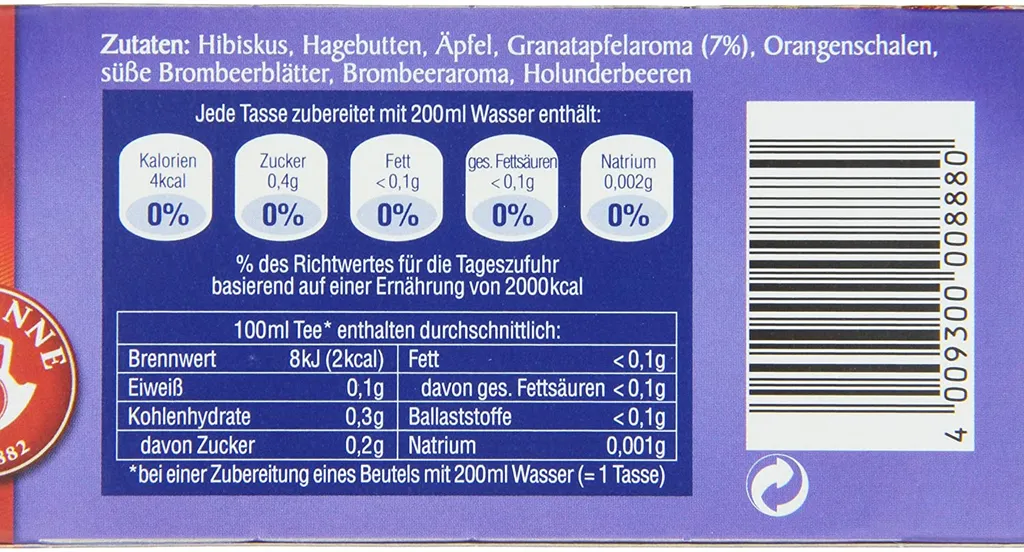 Zutaten: Hibiskus, Hagebutten, Äpfel, Granatapfelaroma (7%), Orangenschalen,
süße Brombeerblätter, Brombeeraroma, Holunderbeeren
Jede Tasse zubereitet mit 200ml Wasser enthält:
Kalorien Zucker Fett ges. Fettsäuren Natrium
4kcal 0,4g <0,1g <0,1g 0,002g
0% 0% 0% 0% 0%
% des Richtwertes für die Tageszufuhr
basierend auf einer Ernährung von 2000kcal
100ml Tee* enthalten durchschnittlich:
Brennwert 8kJ (2kcal) Fett <0,1g
Eiweiß 0,1g davon ges. Fettsäuren <0,1g
Kohlenhydrate 0,3g Ballaststoffe <0,1g
davon Zucker 0,2g Natrium 0,001g
*bei einer Zubereitung eines Beutels mit 200ml Wasser (= 1 Tasse)
4 009300 008880
NNE
882